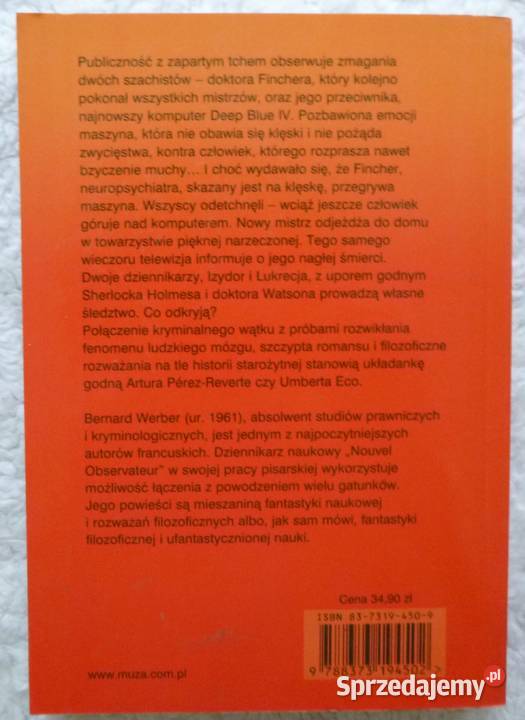 Publiczność z zapartym tchem obserwuje zmagania
dwóch szachistów – doktora Finchera, który kolejno
pokonał wszystkich mistrzów, oraz jego przeciwnika,
najnowszy komputer Deep Blue IV. Pozbawiona emocji
maszyna, która nie obawia się klęski i nie pożąda
zwycięstwa, kontra człowiek, którego rozprasza nawet
bzyczenie muchy... I choć wydawało się, że Fincher,
neuropsychiatra, skazany jest na klęskę, przegrywa
maszyna. Wszyscy odetchnęli – wciąż jeszcze człowiek
góruje nad komputerem. Nowy mistrz odjeżdża do domu
w towarzystwie pięknej narzeczonej. Tego samego
wieczoru telewizja informuje o jego nagłej śmierci.
Dwoje dziennikarzy, Izydor i Lukrecja, z uporem godnym
Sherlocka Holmesa i doktora Watsona prowadzą własne
śledztwo. Co odkryją?
Połączenie kryminalnego wątku z próbami rozwikłania
fenomenu ludzkiego mózgu, szczypta romansu i filozoficzne
rozważania na tle historii starożytnej stanowią układankę
godną Artura Pérez-Reverte czy Umberta Eco.
Bernard Werber (ur. 1961), absolwent studiów prawniczych
i kryminologicznych, jest jednym z najpoczytniejszych
autorów francuskich. Dziennikarz naukowy „Nouvel
Observateur" w swojej pracy pisarskiej wykorzystuje
możliwość łączenia z powodzeniem wielu gatunków.
Jego powieści są mieszaniną fantastyki naukowej
i rozważań filozoficznych albo, jak sam mówi, fantastyki
filozoficznej i ufantastycznionej nauki.
Cena 34,90 zł
ISBN 83-7319-450-9
9 788373 194502 >
www.muza.com.pl
Sprzedajemy.pl